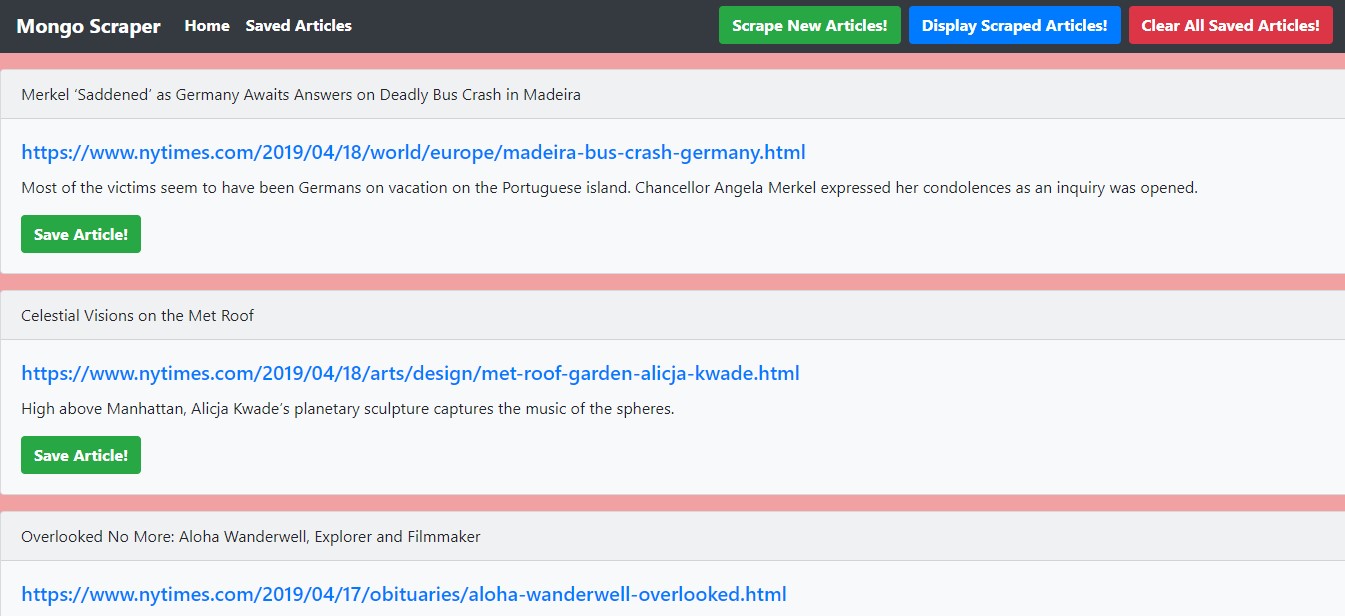 Mongo Scraper Home Saved Articles Scrape New Articles! Display Scraped Articles! Clear All Saved Articles!
Merkel ‘Saddened’ as Germany Awaits Answers on Deadly Bus Crash in Madeira
https://www.nytimes.com/2019/04/18/world/europe/madeira-bus-crash-germany.html
Most of the victims seem to have been Germans on vacation on the Portuguese island. Chancellor Angela Merkel expressed her condolences as an inquiry was opened.
Save Article!
Celestial Visions on the Met Roof
https://www.nytimes.com/2019/04/18/arts/design/met-roof-garden-alicja-kwade.html
High above Manhattan, Alicja Kwade’s planetary sculpture captures the music of the spheres.
Save Article!
Overlooked No More: Aloha Wanderwell, Explorer and Filmmaker
https://www.nytimes.com/2019/04/17/obituaries/aloha-wanderwell-overlooked.html